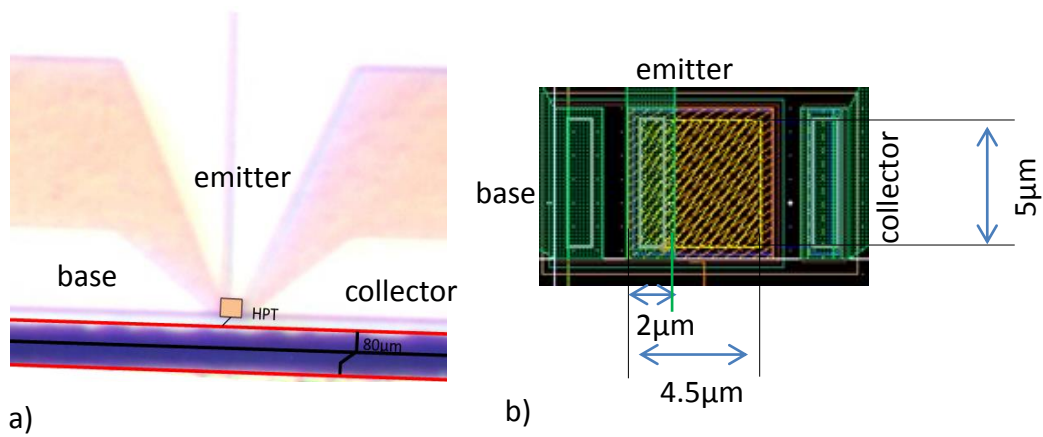 emitter
base
collector
HPT
80µm
a)
emitter
base
collector
5µm
2µm
4.5µm
b)